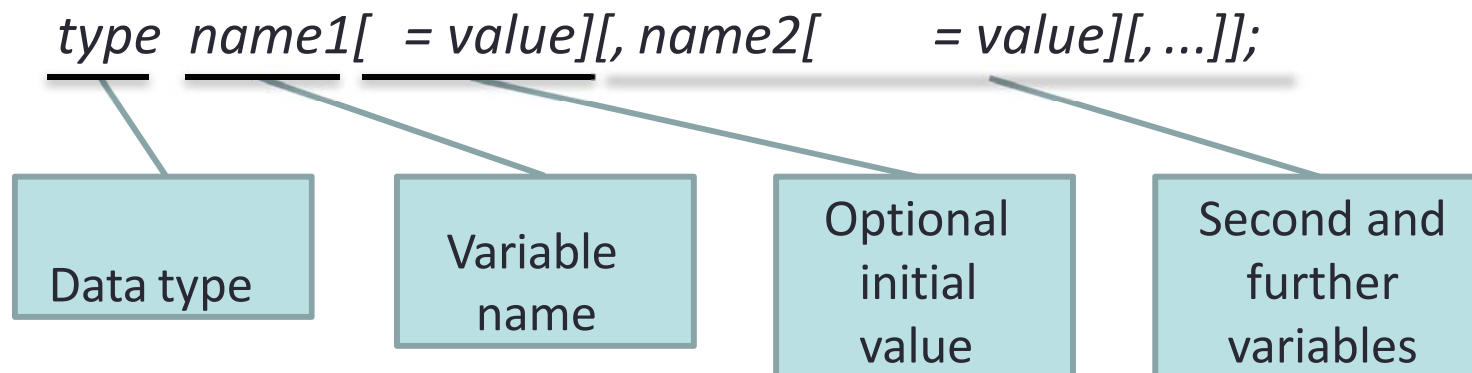 type name1[ = value][, name2[ = value][, ...]];
Data type
Variable
name
Optional
initial
value
Second and
further
variables